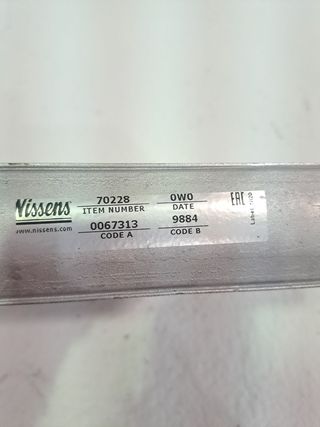 Nissens
www.nissens.com
70228
ITEM NUMBER
0067313
CODE A
0W0
DATE
9884
CODE B
EAC